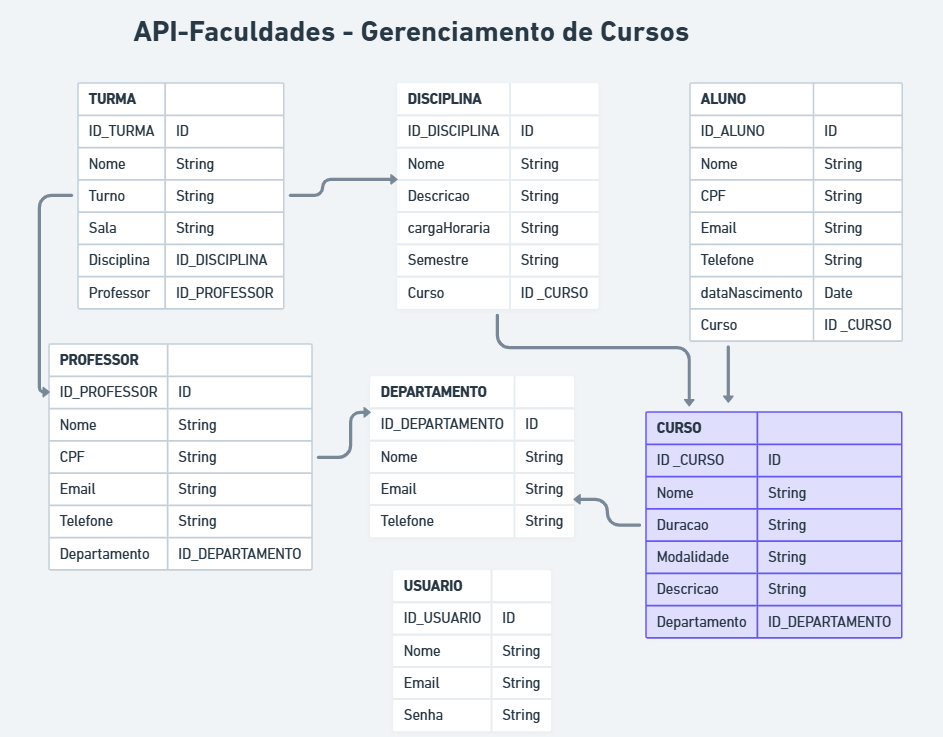 API-Faculdades - Gerenciamento de Cursos
TURMA
ID_TURMA ID
Nome String
Turno String
Sala String
Disciplina ID_DISCIPLINA
Professor ID_PROFESSOR
DISCIPLINA
ID_DISCIPLINA ID
Nome String
Descricao String
cargaHoraria String
Semestre String
Curso ID _CURSO
ALUNO
ID_ALUNO ID
Nome String
CPF String
Email String
Telefone String
dataNascimento Date
Curso ID _CURSO
PROFESSOR
ID_PROFESSOR ID
Nome String
CPF String
Email String
Telefone String
Departamento ID_DEPARTAMENTO
DEPARTAMENTO
ID_DEPARTAMENTO ID
Nome String
Email String
Telefone String
CURSO
ID _CURSO ID
Nome String
Duracao String
Modalidade String
Descricao String
Departamento ID_DEPARTAMENTO
USUARIO
ID_USUARIO ID
Nome String
Email String
Senha String